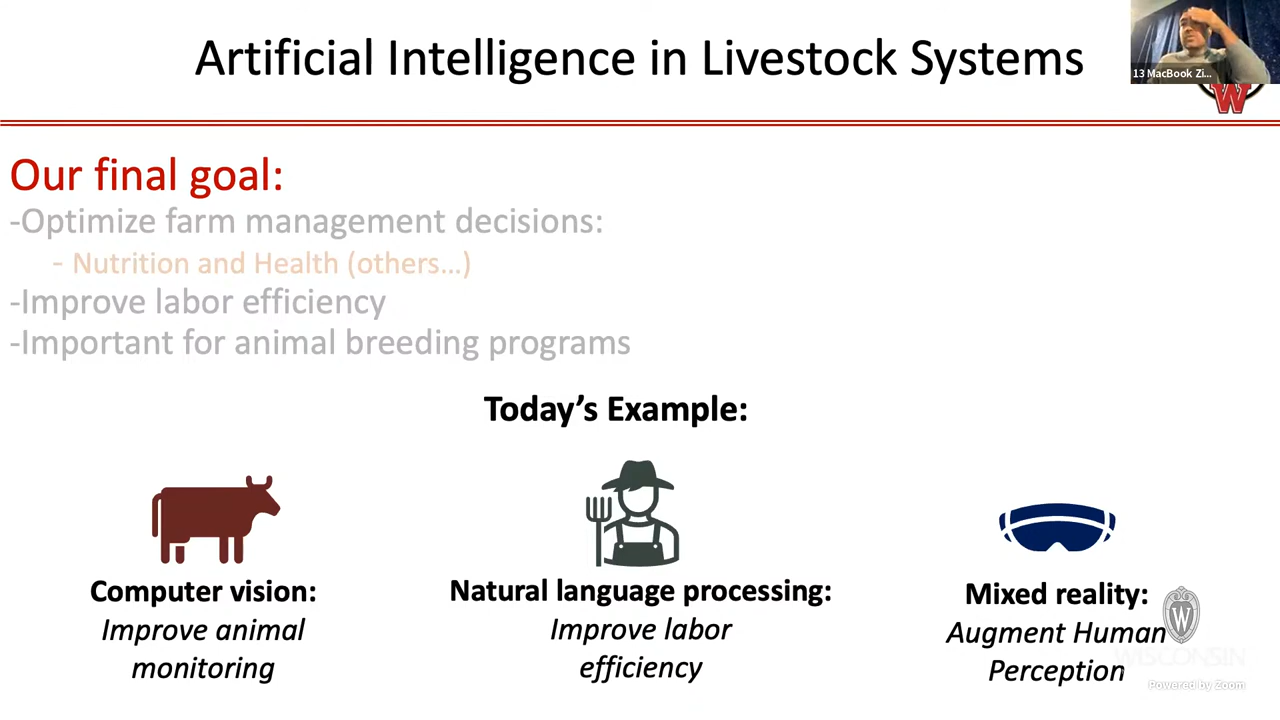 Artificial Intelligence in Livestock Systems
13 MacBook Zi...
W
Our final goal:
-Optimize farm management decisions:
- Nutrition and Health (others...)
-Improve labor efficiency
-Important for animal breeding programs
Today's Example:
Computer vision:
Improve animal
monitoring
Natural language processing:
Improve labor
efficiency
Mixed reality:
Augment Human
Perception
W
WISCONSIN
Powered by Zoom